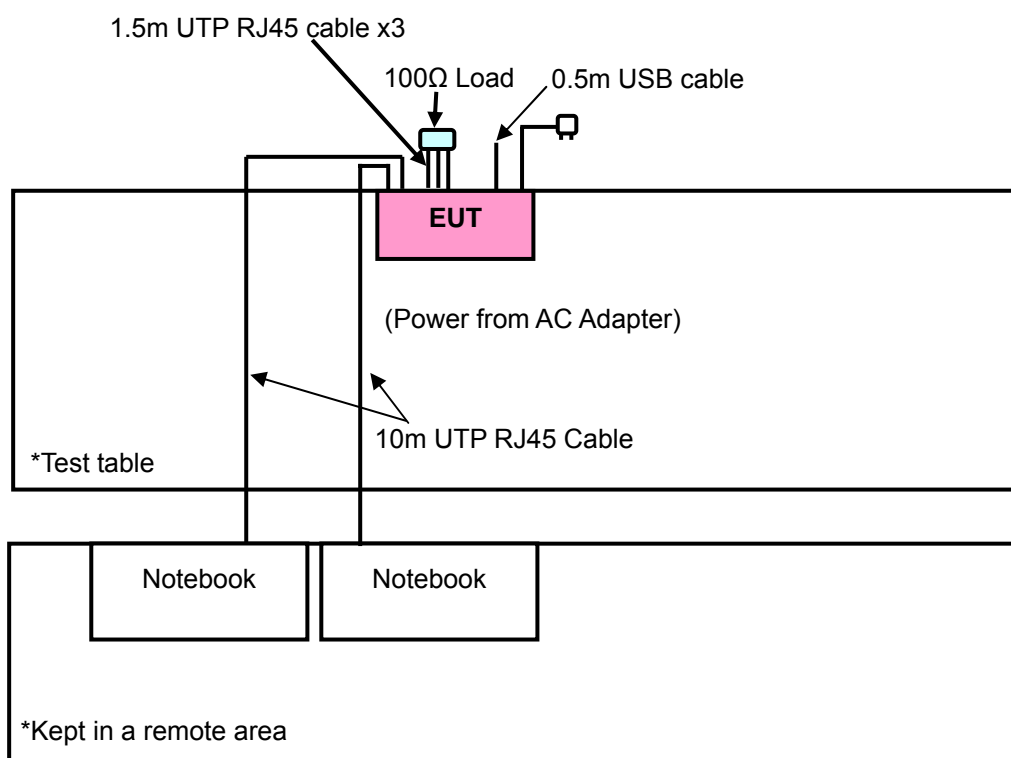 1.5m UTP RJ45 cable x3
100Ω Load
0.5m USB cable
EUT
(Power from AC Adapter)
10m UTP RJ45 Cable
*Test table
Notebook
Notebook
*Kept in a remote area